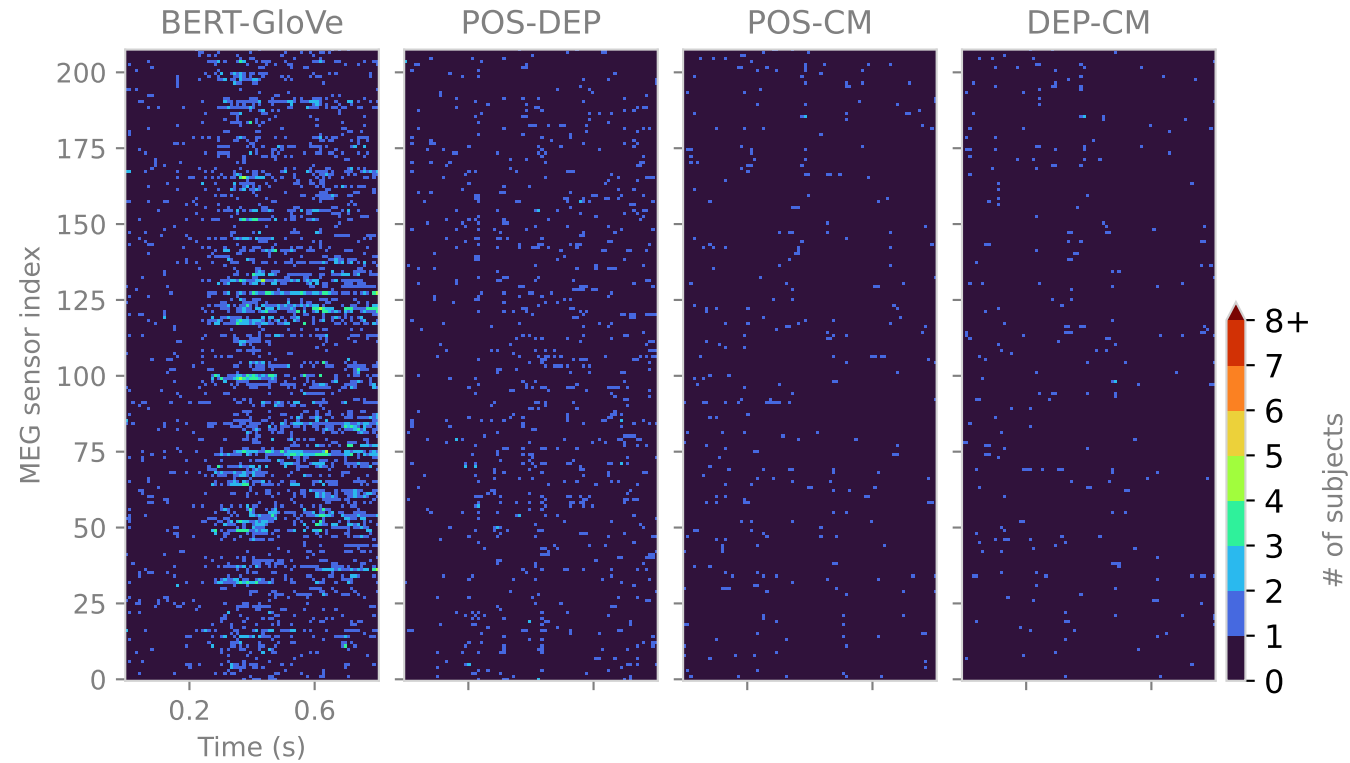 BERT-GloVe
POS-DEP
POS-CM
DEP-CM
MEG sensor index
200
175
150
125
100
75
50
25
0
0.2
0.6
Time (s)
8+
7
6
5
4
3
2
1
0
# of subjects